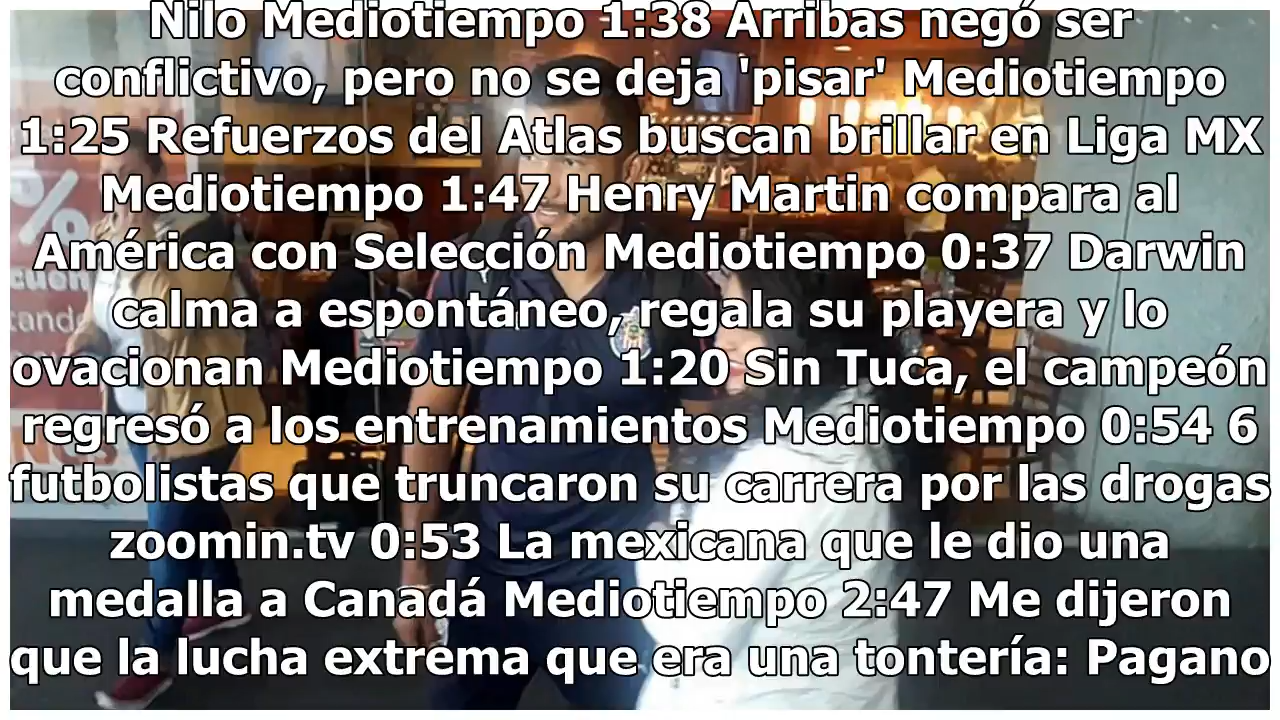 Nilo Mediotiempo 1:38 Arribas negó ser
conflictivo, pero no se deja 'pisar' Mediotiempo
1:25 Refuerzos del Atlas buscan brillar en Liga MX
Mediotiempo 1:47 Henry Martin compara al
América con Selección Mediotiempo 0:37 Darwin
calma a espontáneo, regala su playera y lo
ovacionan Mediotiempo 1:20 Sin Tuca, el campeón
regresó a los entrenamientos Mediotiempo 0:54 6
futbolistas que truncaron su carrera por las drogas
zoomin.tv 0:53 La mexicana que le dio una
medalla a Canadá Mediotiempo 2:47 Me dijeron
que la lucha extrema que era una tontería: Pagano
%